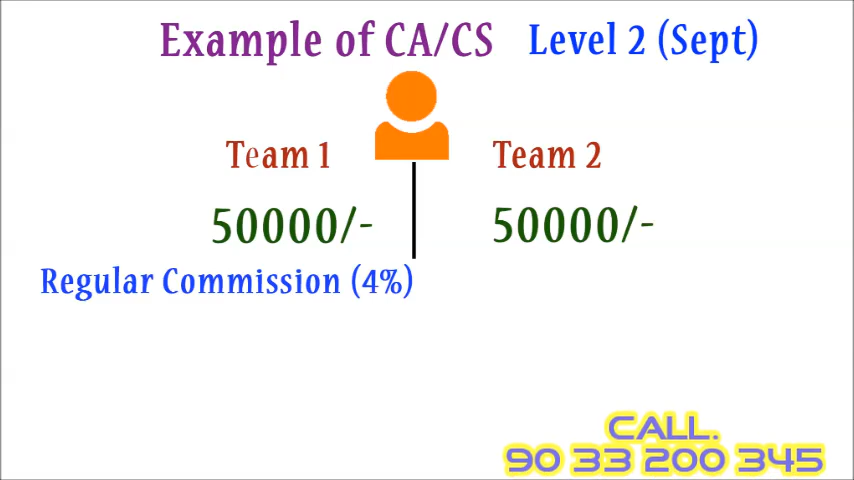 Example of CA/CS Level 2 (Sept)
Team 1 Team 2
50000/- 50000/-
Regular Commission (4%)
CALL.
90 33 200 345